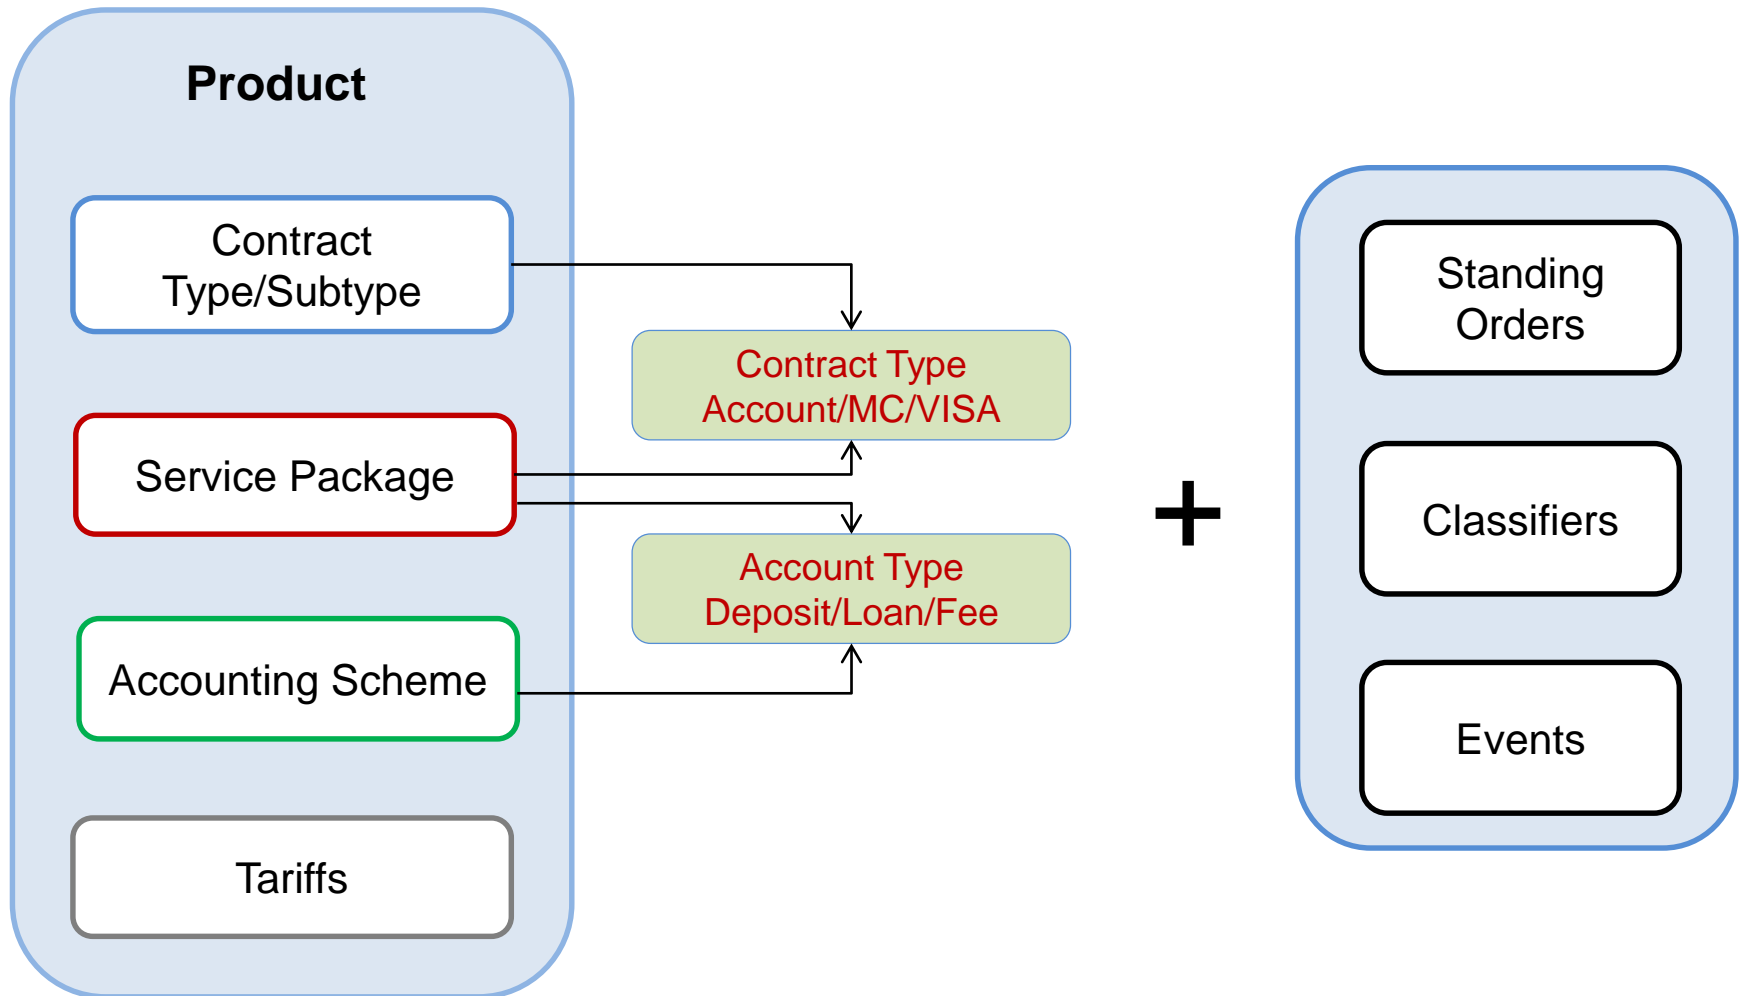 Product
Contract
Type/Subtype
Service Package
Accounting Scheme
Tariffs
Contract Type
Account/MC/VISA
Account Type
Deposit/Loan/Fee
+
Standing
Orders
Classifiers
Events